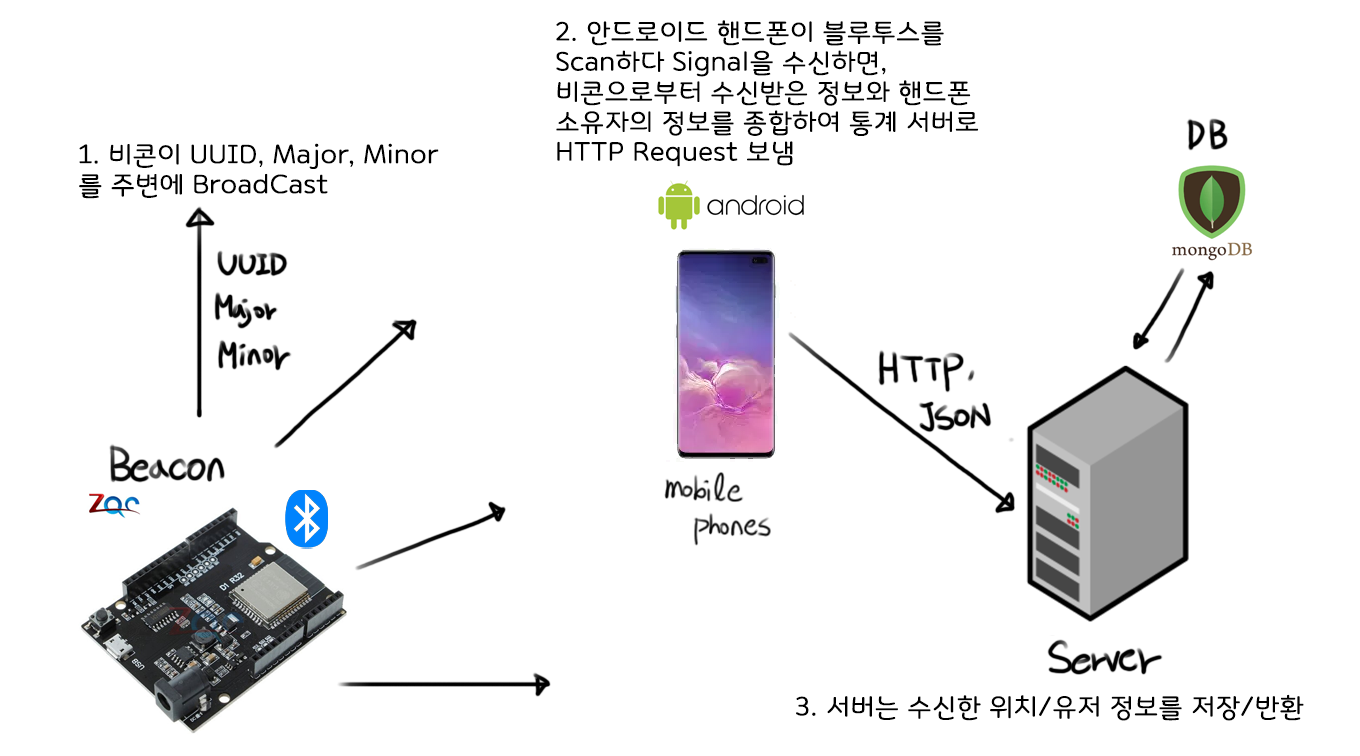 1. 비콘이 UUID, Major, Minor
를 주변에 BroadCast
UUID
Major
Minor
Beacon
ZQC
D1 R32
USB
2. 안드로이드 핸드폰이 블루투스를
Scan하다 Signal을 수신하면,
비콘으로부터 수신받은 정보와 핸드폰
소유자의 정보를 종합하여 통계 서버로
HTTP Request 보냄
android
mobile
phones
HTTP,
JSON
DB
mongoDB
Server
3. 서버는 수신한 위치/유저 정보를 저장/반환